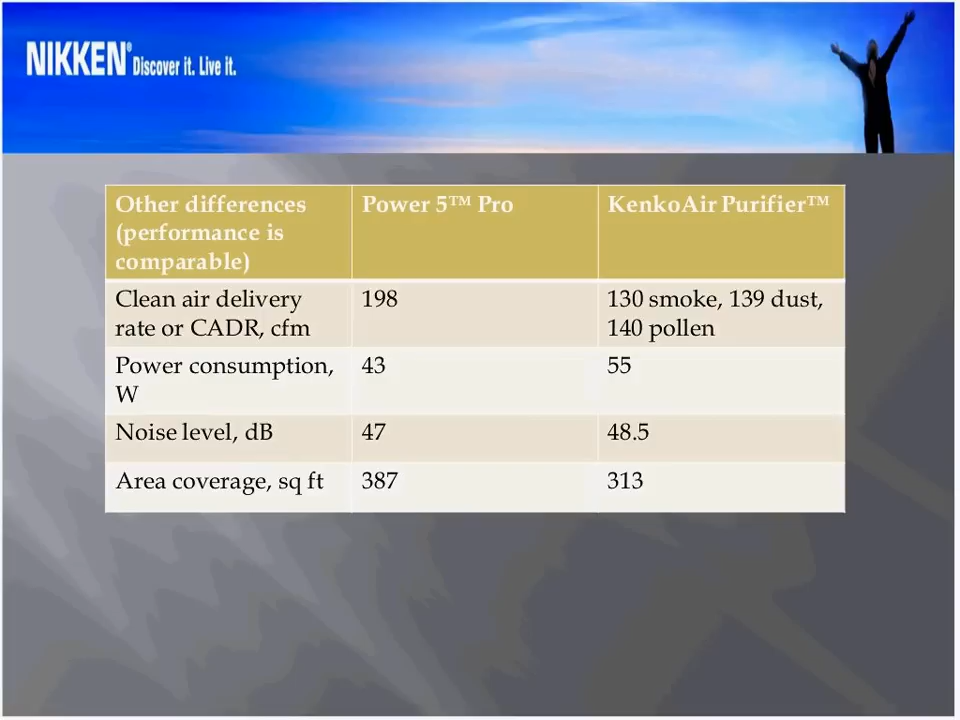 NIKKEN® Discover it. Live it.
Other differences Power 5™ Pro KenkoAir Purifier™
(performance is
comparable)
Clean air delivery 198 130 smoke, 139 dust,
rate or CADR, cfm 140 pollen
Power consumption, 43 55
W
Noise level, dB 47 48.5
Area coverage, sq ft 387 313